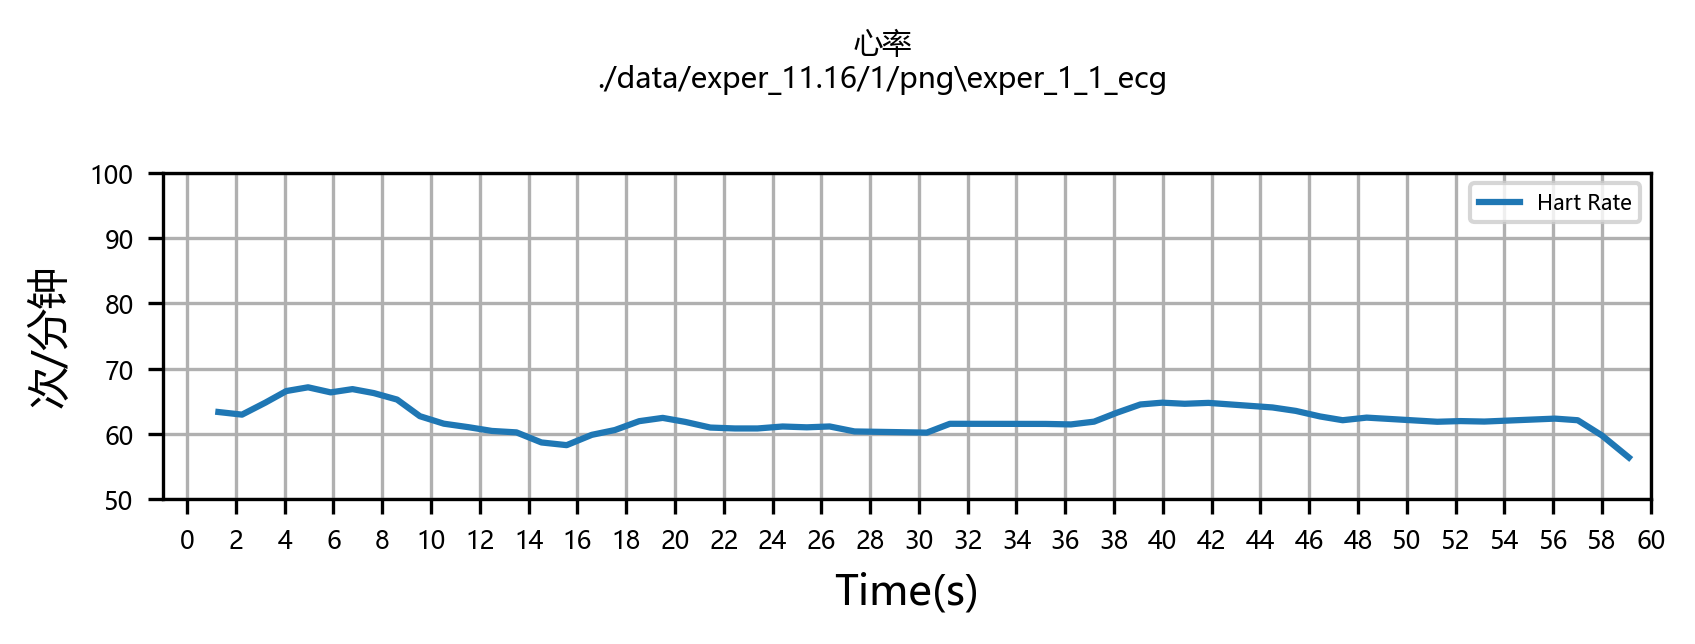 心率
./data/exper_11.16/1/png\exper_1_1_ecg
100
90
80
70
60
50
次/分钟
Hart Rate
0 2 4 6 8 10 12 14 16 18 20 22 24 26 28 30 32 34 36 38 40 42 44 46 48 50 52 54 56 58 60
Time(s)